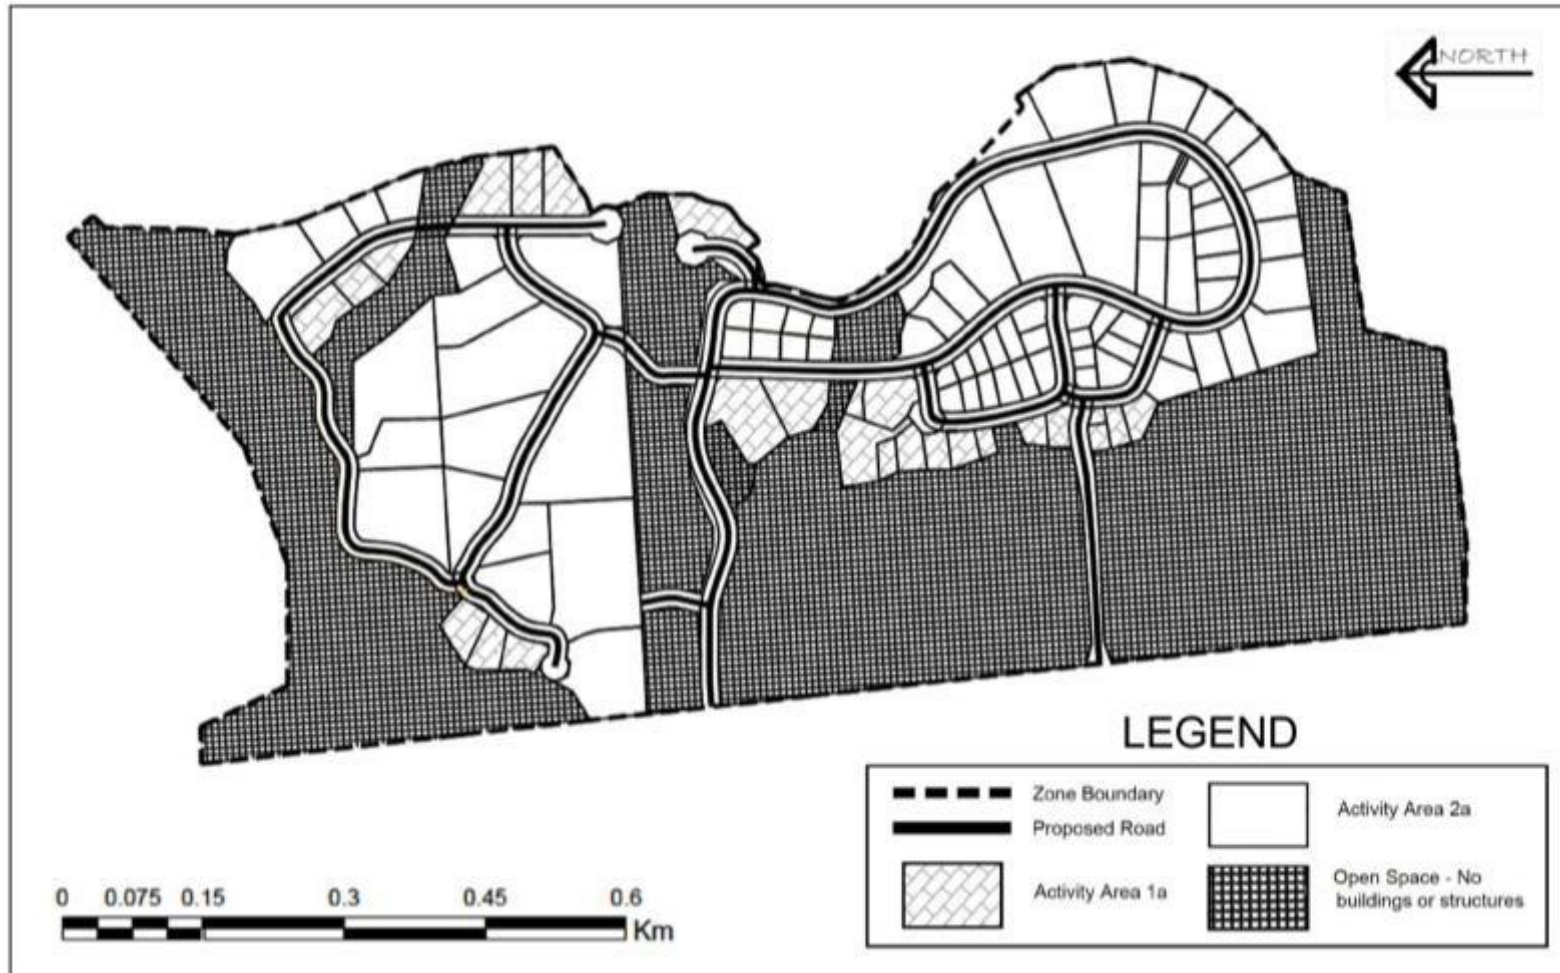 NORTH
LEGEND
Zone Boundary
Proposed Road
Activity Area 1a
Activity Area 2a
Open Space - No
buildings or structures
0 0.075 0.15 0.3 0.45 0.6
Km